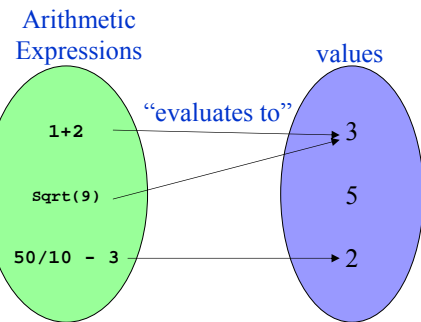 Arithmetic
Expressions
values
“evaluates to”
1+2
3
Sqrt(9)
5
50/10 - 3
2